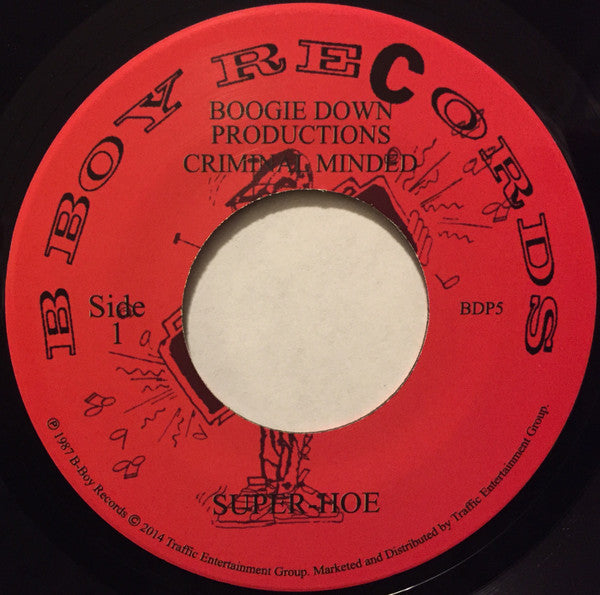 B BOY RECORDS
BOOGIE DOWN
PRODUCTIONS
CRIMINAL MINDED
Side
1
BDP5
SUPER HOE
℗ 1987 B-Boy Records © 2014 Traffic Entertainment Group. Marketed and Distributed by Traffic Entertainment Group.